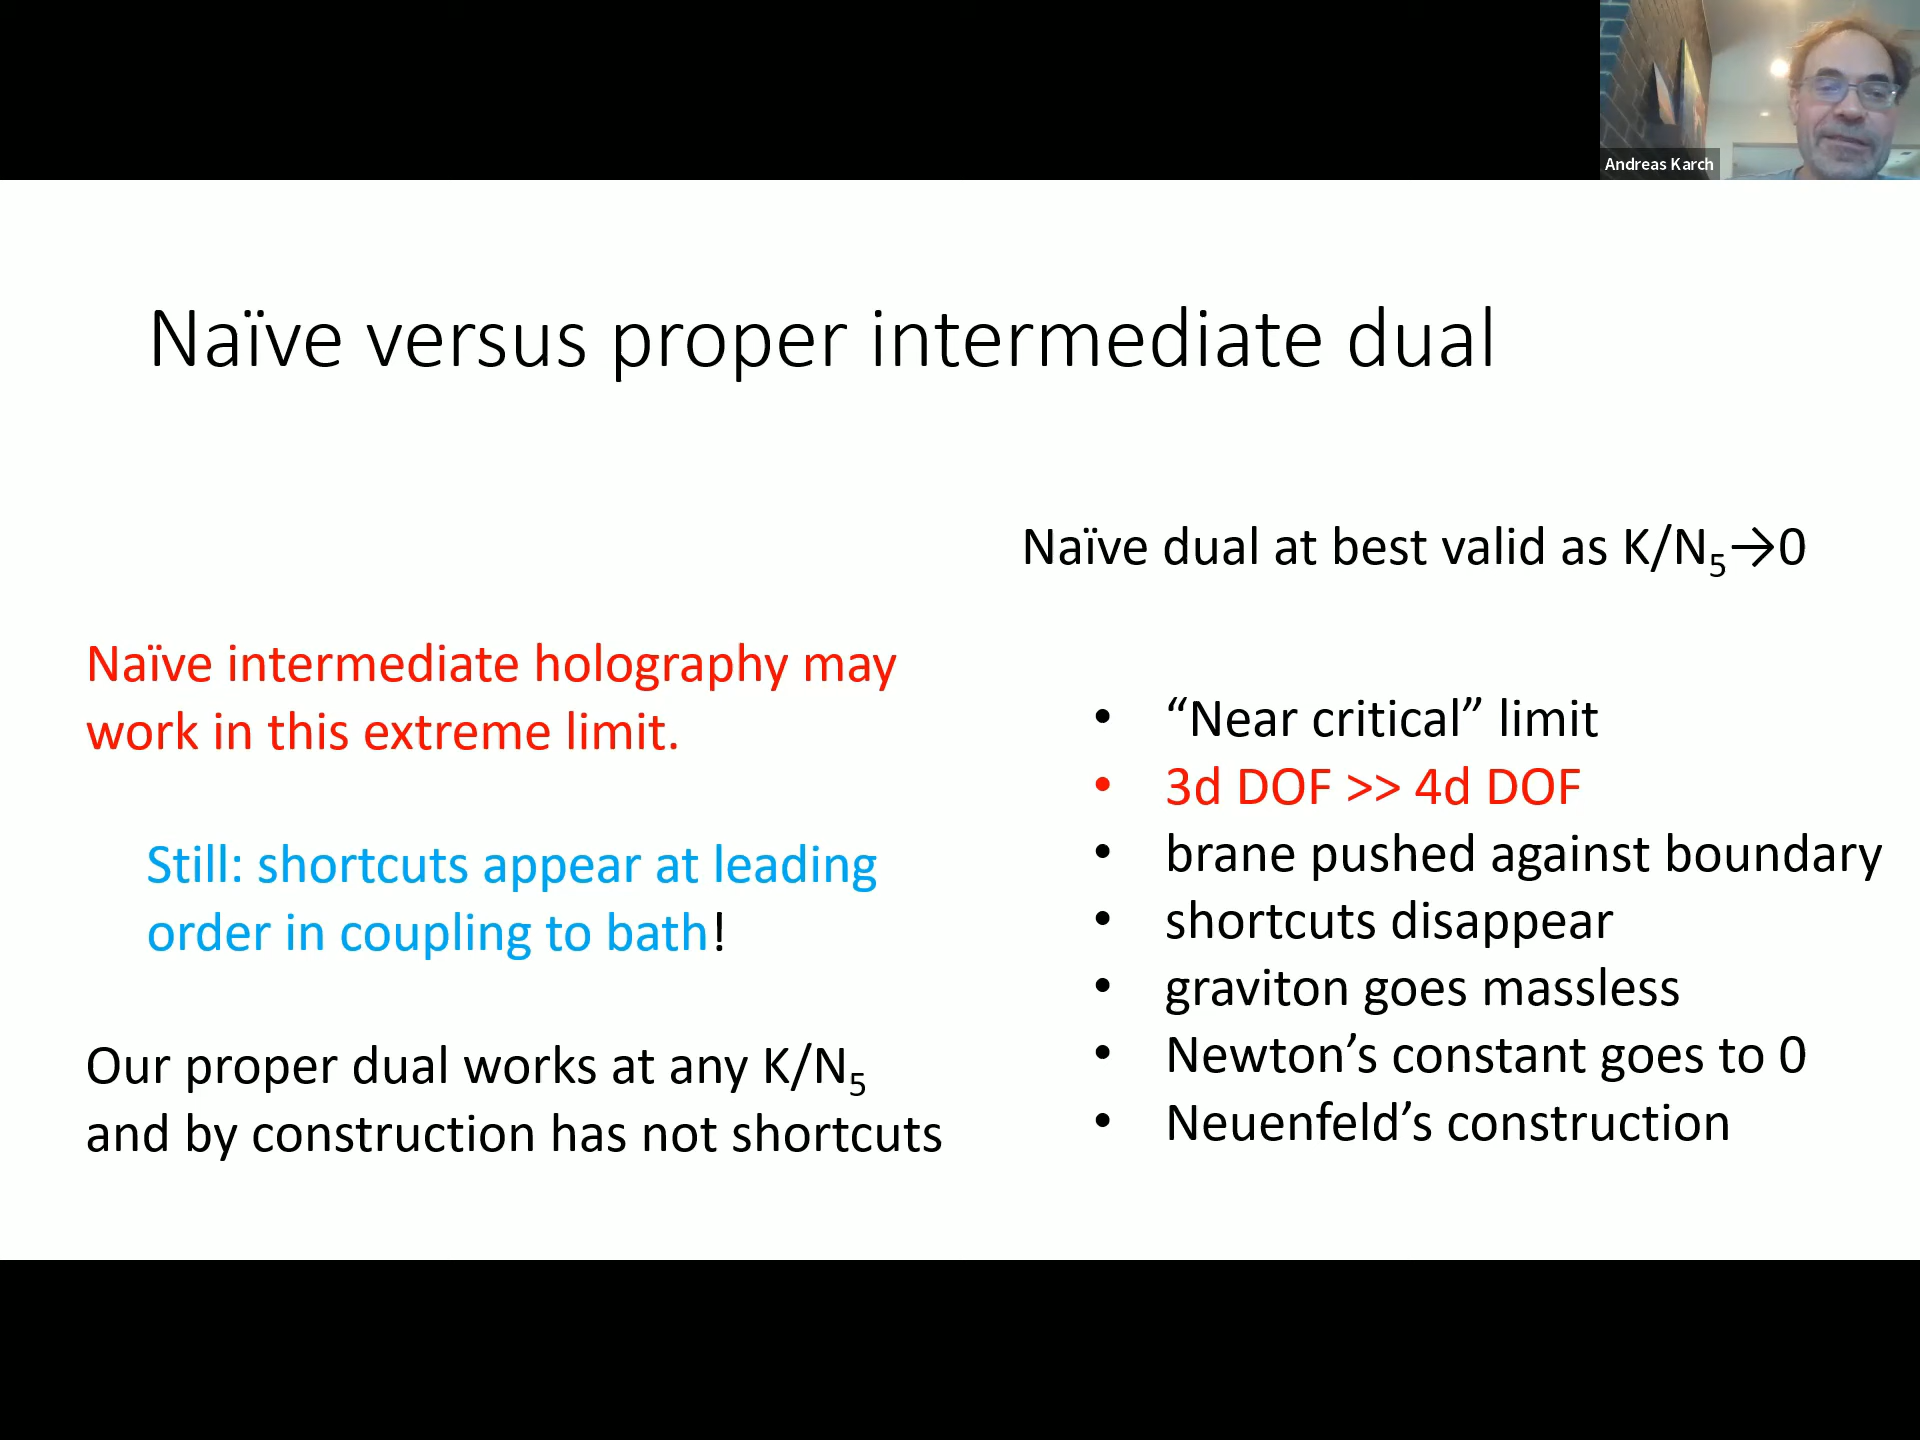 Andreas Karch
Naïve versus proper intermediate dual
Naïve dual at best valid as K/N₅→0
Naïve intermediate holography may
work in this extreme limit.
Still: shortcuts appear at leading
order in coupling to bath!
Our proper dual works at any K/N₅
and by construction has not shortcuts
• “Near critical” limit
• 3d DOF >> 4d DOF
• brane pushed against boundary
• shortcuts disappear
• graviton goes massless
• Newton’s constant goes to 0
• Neuenfeld’s construction